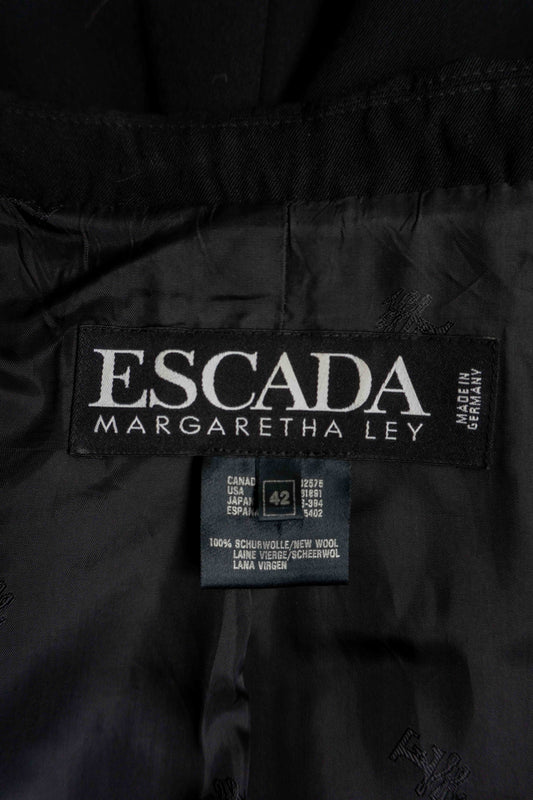 ESCADA
MARGARETHA LEY
MADE IN
GERMANY
42
USA
100% SCHURWOLLE/NEW WOOL
LAINE VIERGE/SCHEERWOL
LANA VIRGEN